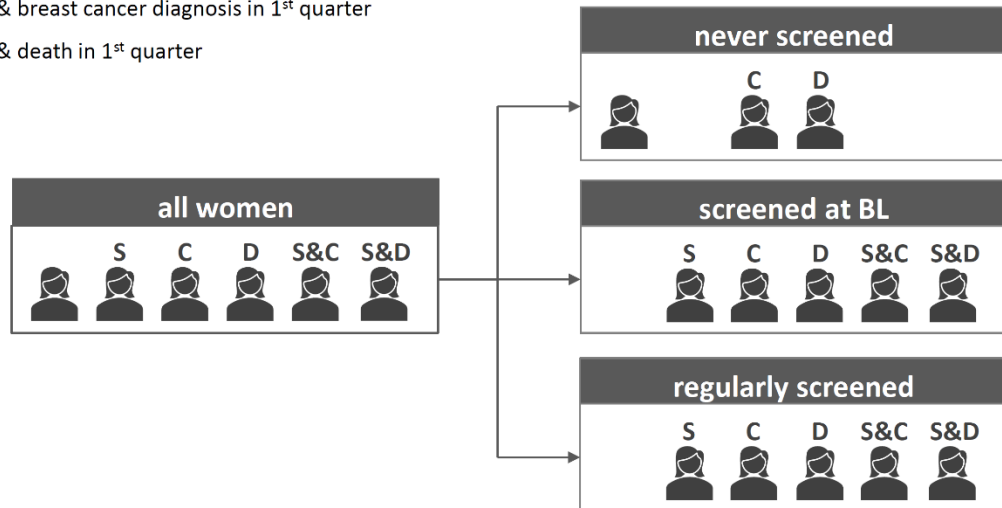 & breast cancer diagnosis in 1st quarter
& death in 1st quarter
never screened
C D
all women
S C D S&C S&D
screened at BL
S C D S&C S&D
regularly screened
S C D S&C S&D